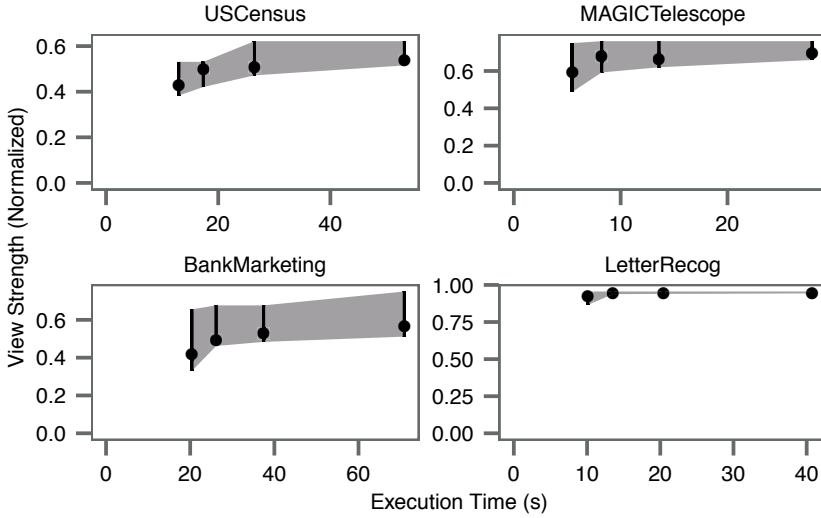 USCensus
MAGICTelescope
0.6
0.4
0.2
0.0
0 20 40
0.6
0.4
0.2
0.0
0 10 20
View Strength (Normalized)
BankMarketing
LetterRecog
0.6
0.4
0.2
0.0
0 20 40 60
1.00
0.75
0.50
0.25
0.00
0 10 20 30 40
Execution Time (s)